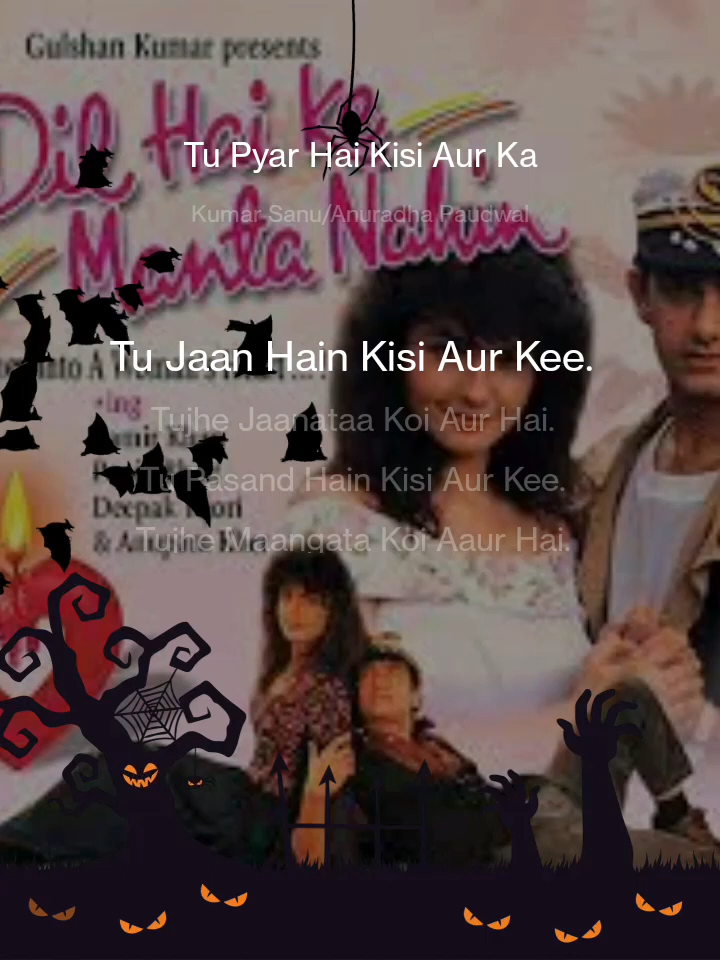 Gulshan Kumar presents
Dil Hai ke
Tu Pyar Hai Kisi Aur Ka
Manta Nahin
Kumar Sanu/Anuradha Paudwal
Tu Jaan Hain Kisi Aur Kee.
Tujhe Jaanataa Koi Aur Hai.
Tu Pasand Hain Kisi Aur Kee.
Deepak
Tujhe Maangata Koi Aaur Hai.